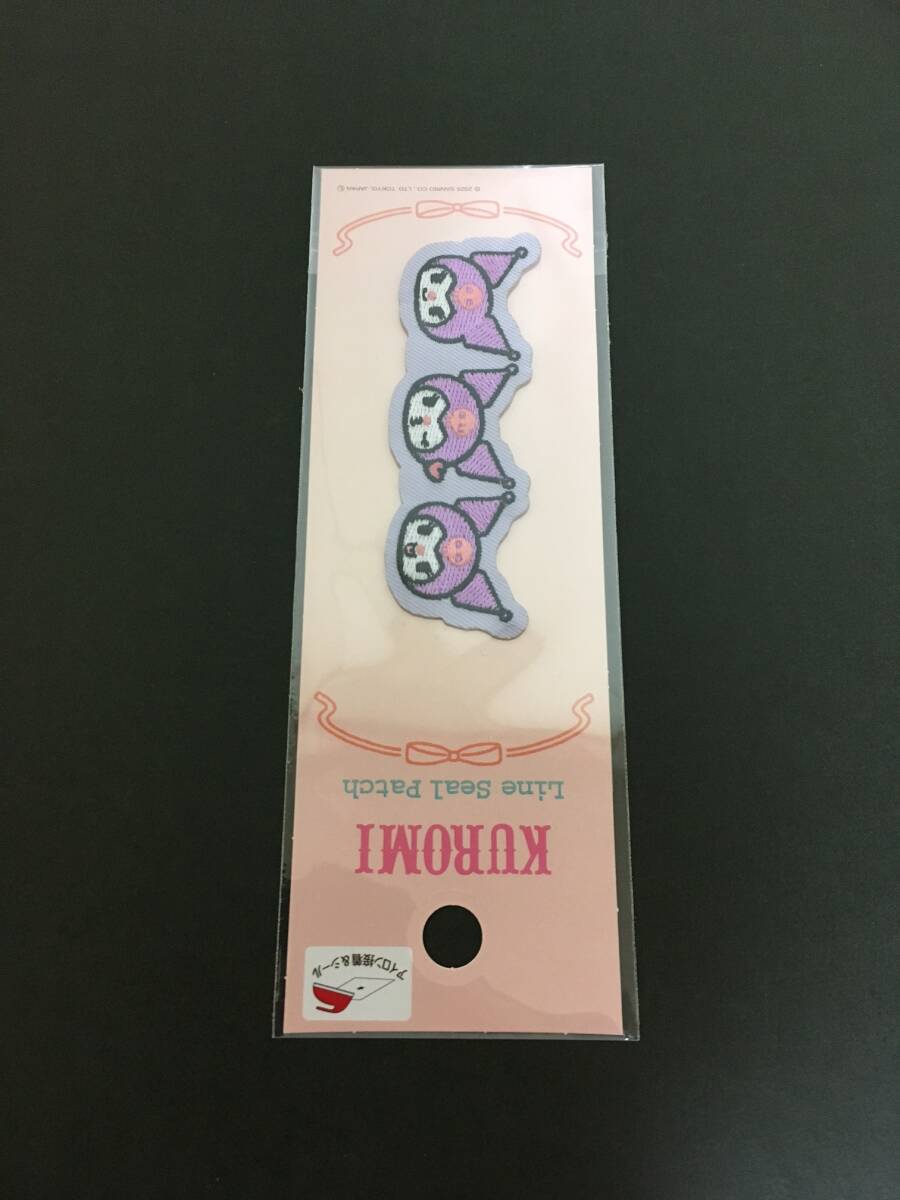 アイロン接着&シール
KUROMI
Line Seal Patch
© 2025 SANRIO CO., LTD. TOKYO, JAPAN Ⓛ